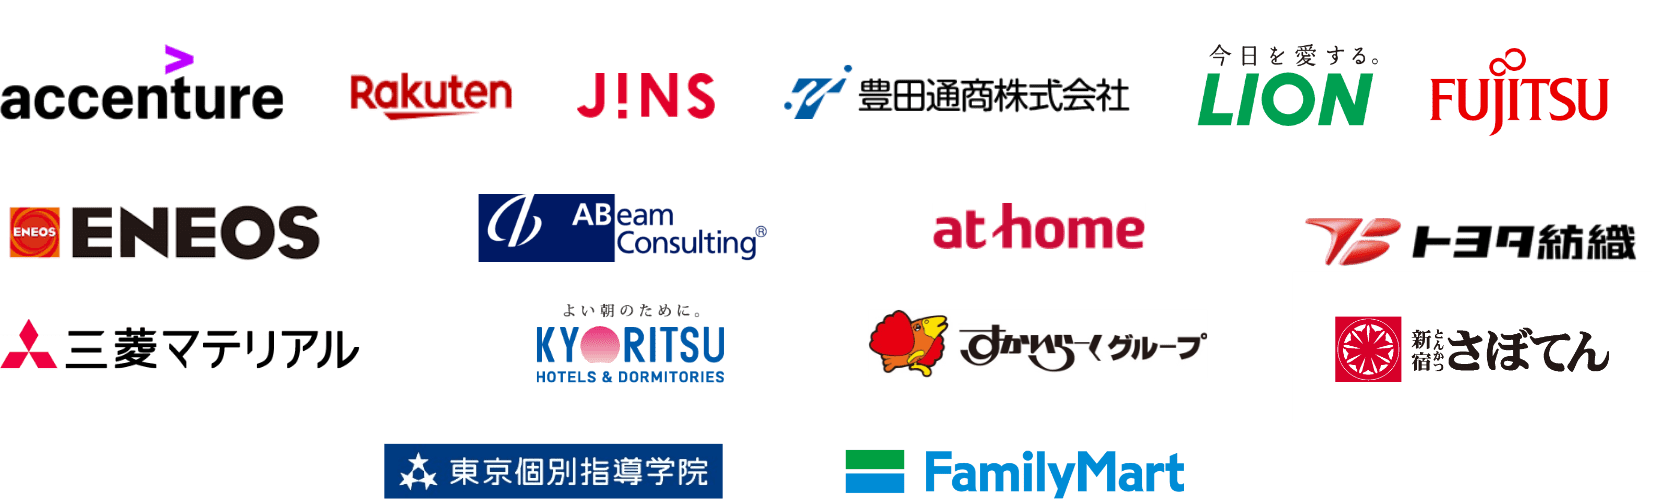 accenture
Rakuten
J!NS
豊田通商株式会社
今日を愛する。
LION
FUJITSU
ENEOS
ENEOS
ABeam
Consulting®
at home
トヨタ紡織
三菱マテリアル
よい朝のために。
KYORITSU
HOTELS & DORMITORIES
すかいらーくグループ
新宿
とんかつ
さぼてん
東京個別指導学院
FamilyMart